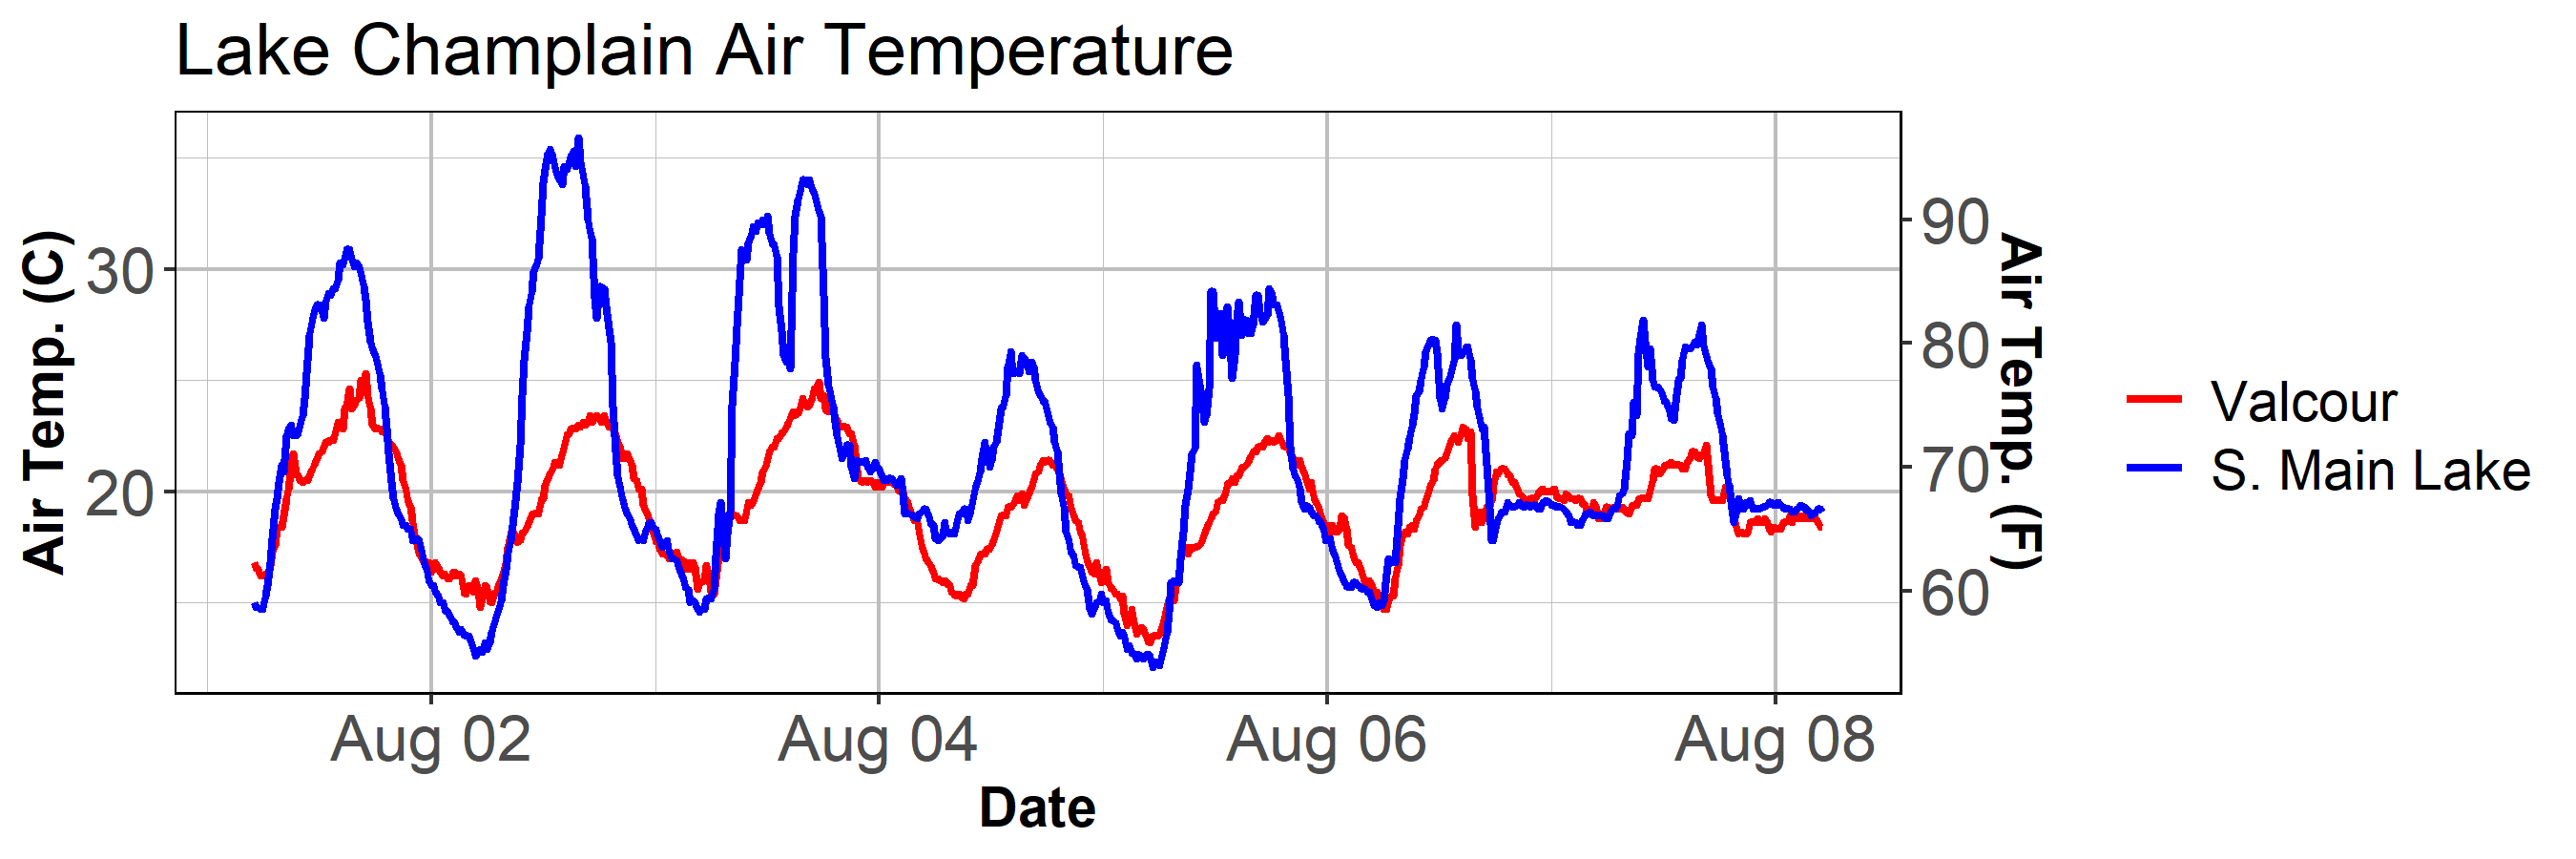 Lake Champlain Air Temperature
Air Temp. (C)
30
20
90
80
70
60
Air Temp. (F)
Valcour
S. Main Lake
Aug 02
Aug 04
Aug 06
Aug 08
Date